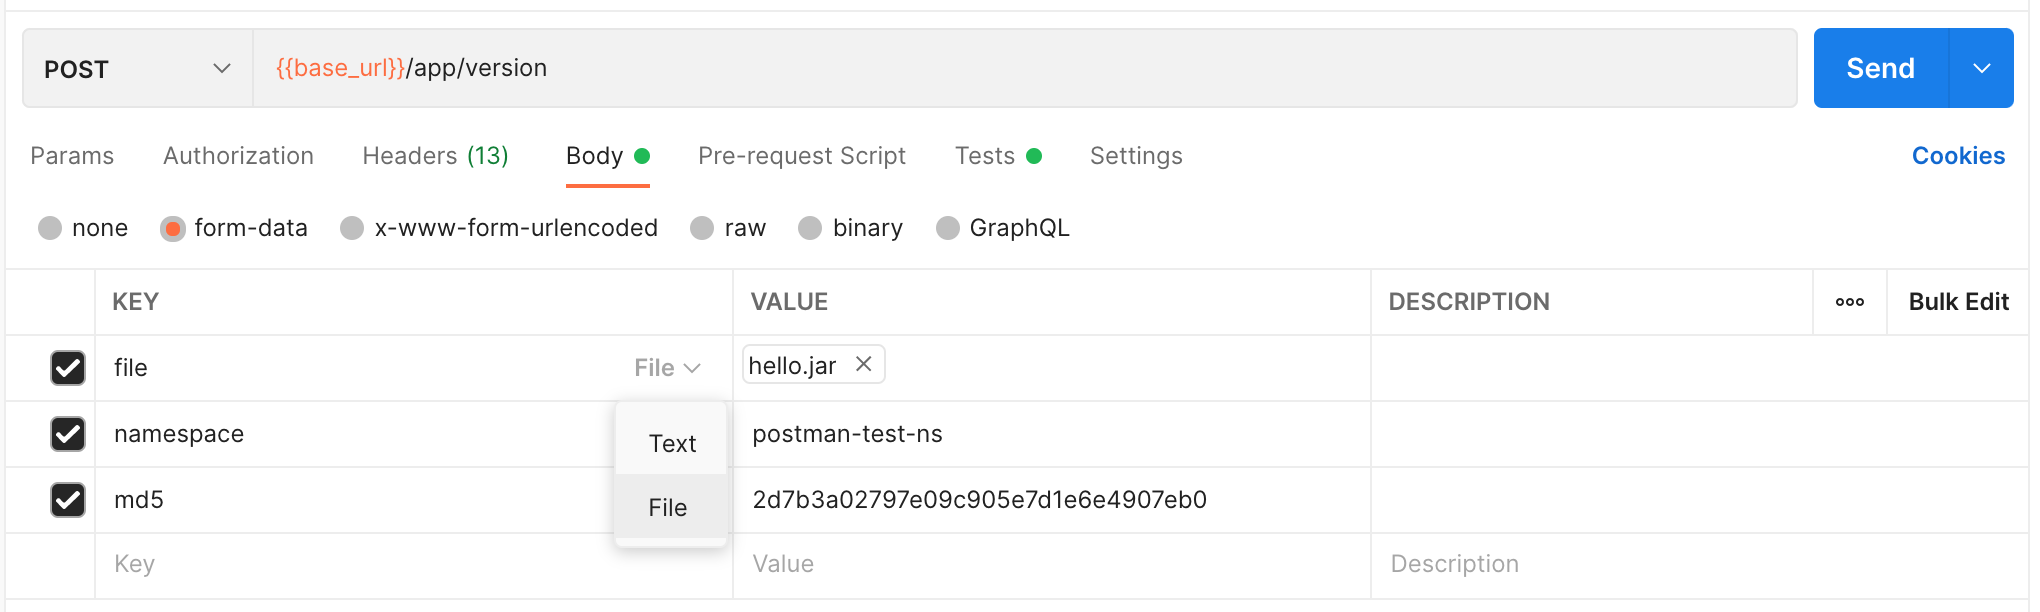 POST {{base_url}}/app/version Send
Params Authorization Headers (13) Body Pre-request Script Tests Settings Cookies
none form-data x-www-form-urlencoded raw binary GraphQL
KEY VALUE DESCRIPTION ooo Bulk Edit
file File hello.jar
namespace Text postman-test-ns
md5 File 2d7b3a02797e09c905e7d1e6e4907eb0
Key Value Description